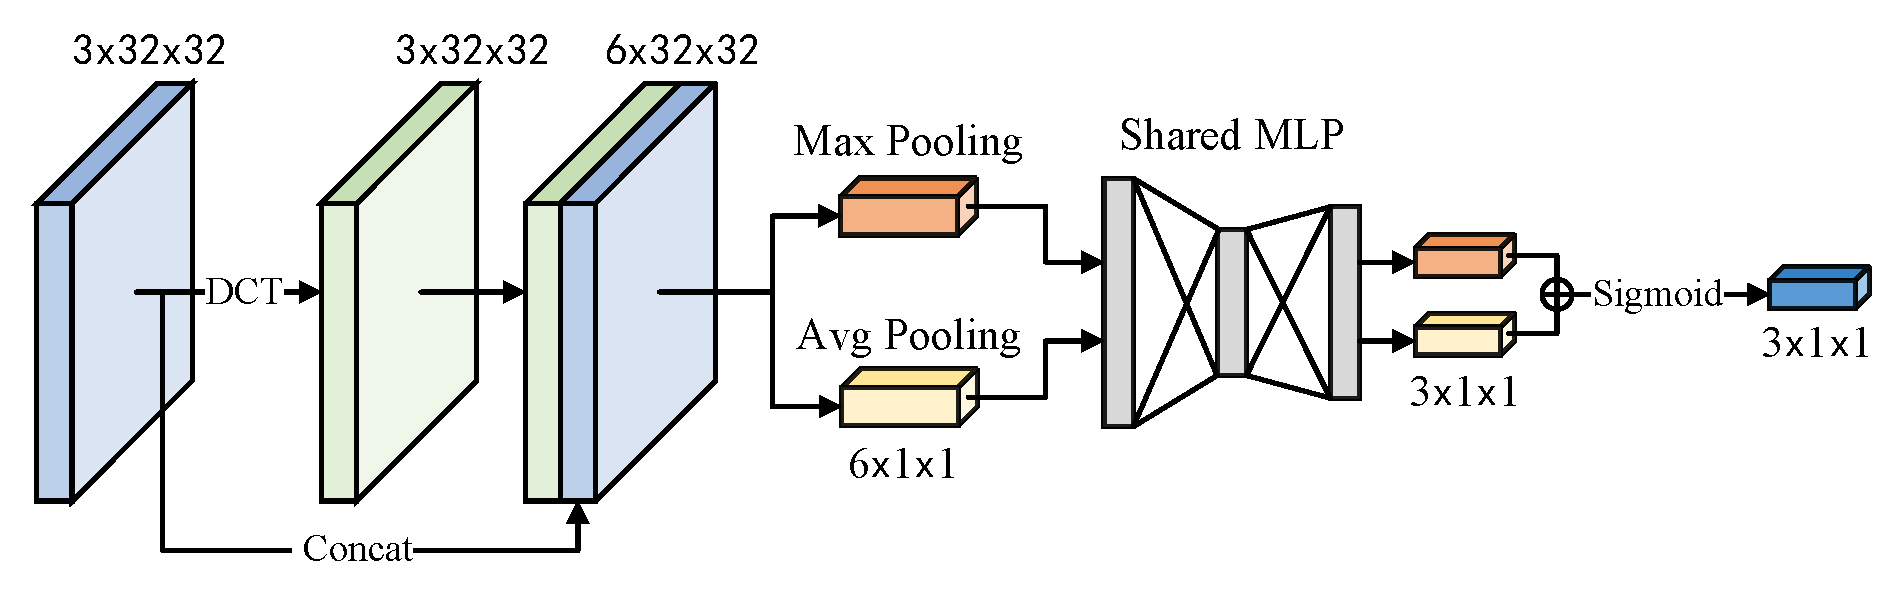 3x32x32
3x32x32
6x32x32
Max Pooling
Shared MLP
DCT
Sigmoid
Avg Pooling
3x1x1
3x1x1
6x1x1
Concat